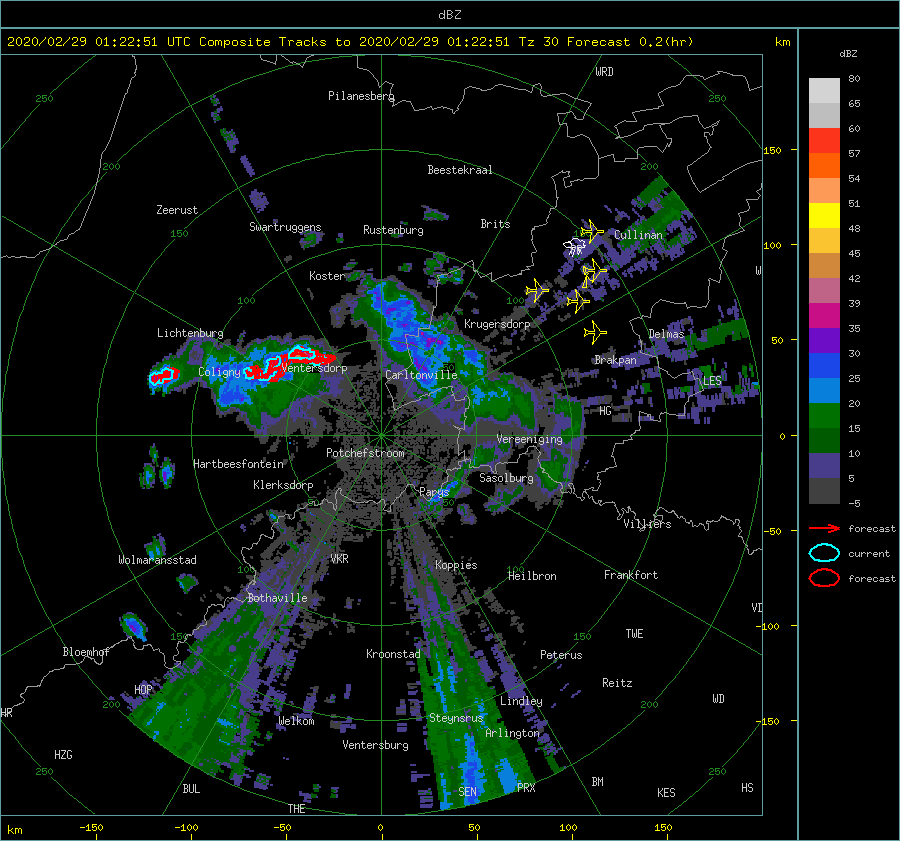 dBZ
2020/02/29 01:22:51 UTC Composite Tracks to 2020/02/29 01:22:51 Tz 30 Forecast 0.2(hr)
km
dBZ
WRD
80
Pilanesberg
250
250
65
60
150
57
200
200
Beestekraal
54
Zeerust
51
Swartruggens
Rustenburg
Brits
150
Cullinan
48
100
45
W
Koster
42
100
100
39
Lichtenburg
Krugersdorp
36
Delmas
50
30
Coligny
Ventersdorp
Carltonville
Brakpan
LES
25
HG
20
15
0
Vereeniging
Potchefstroom
10
Hartbeesfontein
Sasolburg
5
Klerksdorp
Parys
50
50
-5
Villiers
forecast
-50
current
Wolmaransstad
VKR
Koppies
100
100
Heilbron
Frankfort
forecast
Bothaville
VI
-100
150
150
TWE
Bloemhof
Kroonstad
Peterus
HOP
Reitz
200
Lindley
200
WD
HR
Welkom
Steynsrus
-150
Arlington
Ventersburg
HZG
250
250
BUL
SEN
PRX
BM
KES
HS
THE
km
-150
-100
-50
0
50
100
150